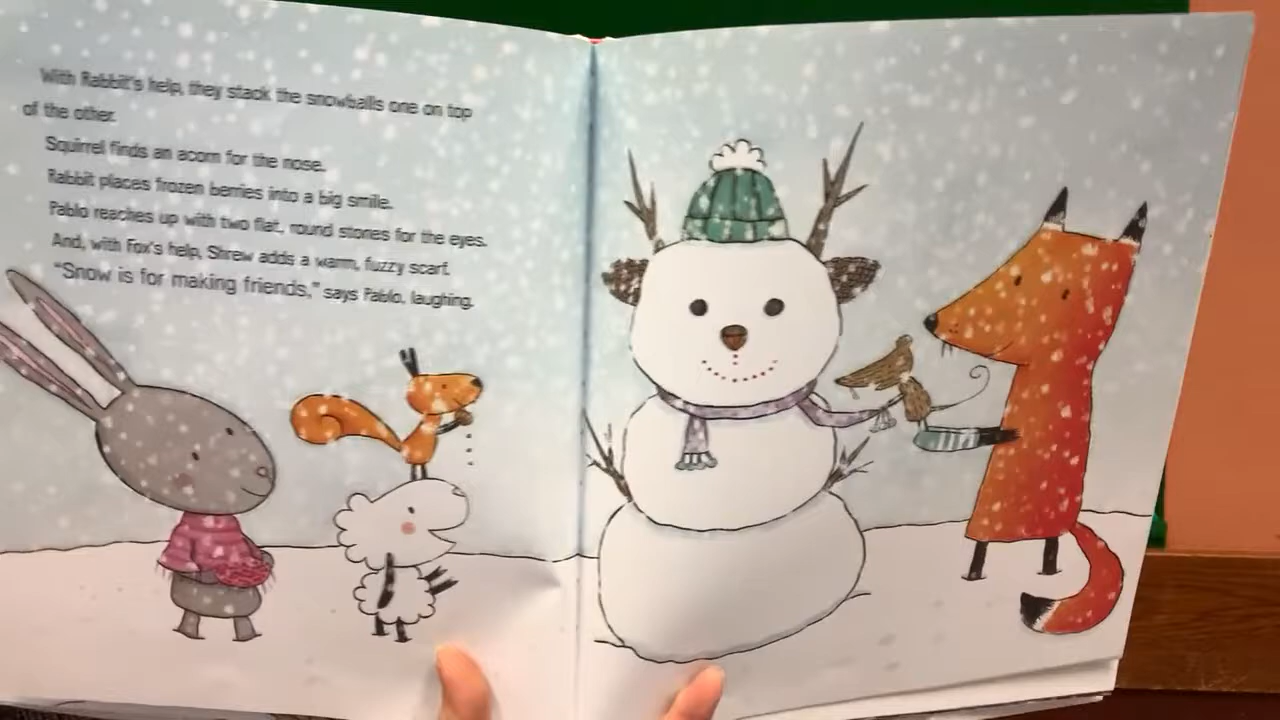 With Rabbit's help, they stack the snowballs one on top
of the other.
Squirrel finds an acorn for the nose.
Rabbit places frozen berries into a big smile.
Pablo reaches up with two flat, round stones for the eyes.
And, with Fox's help, Shrew adds a warm, fuzzy scarf.
"Snow is for making friends," says Pablo, laughing.